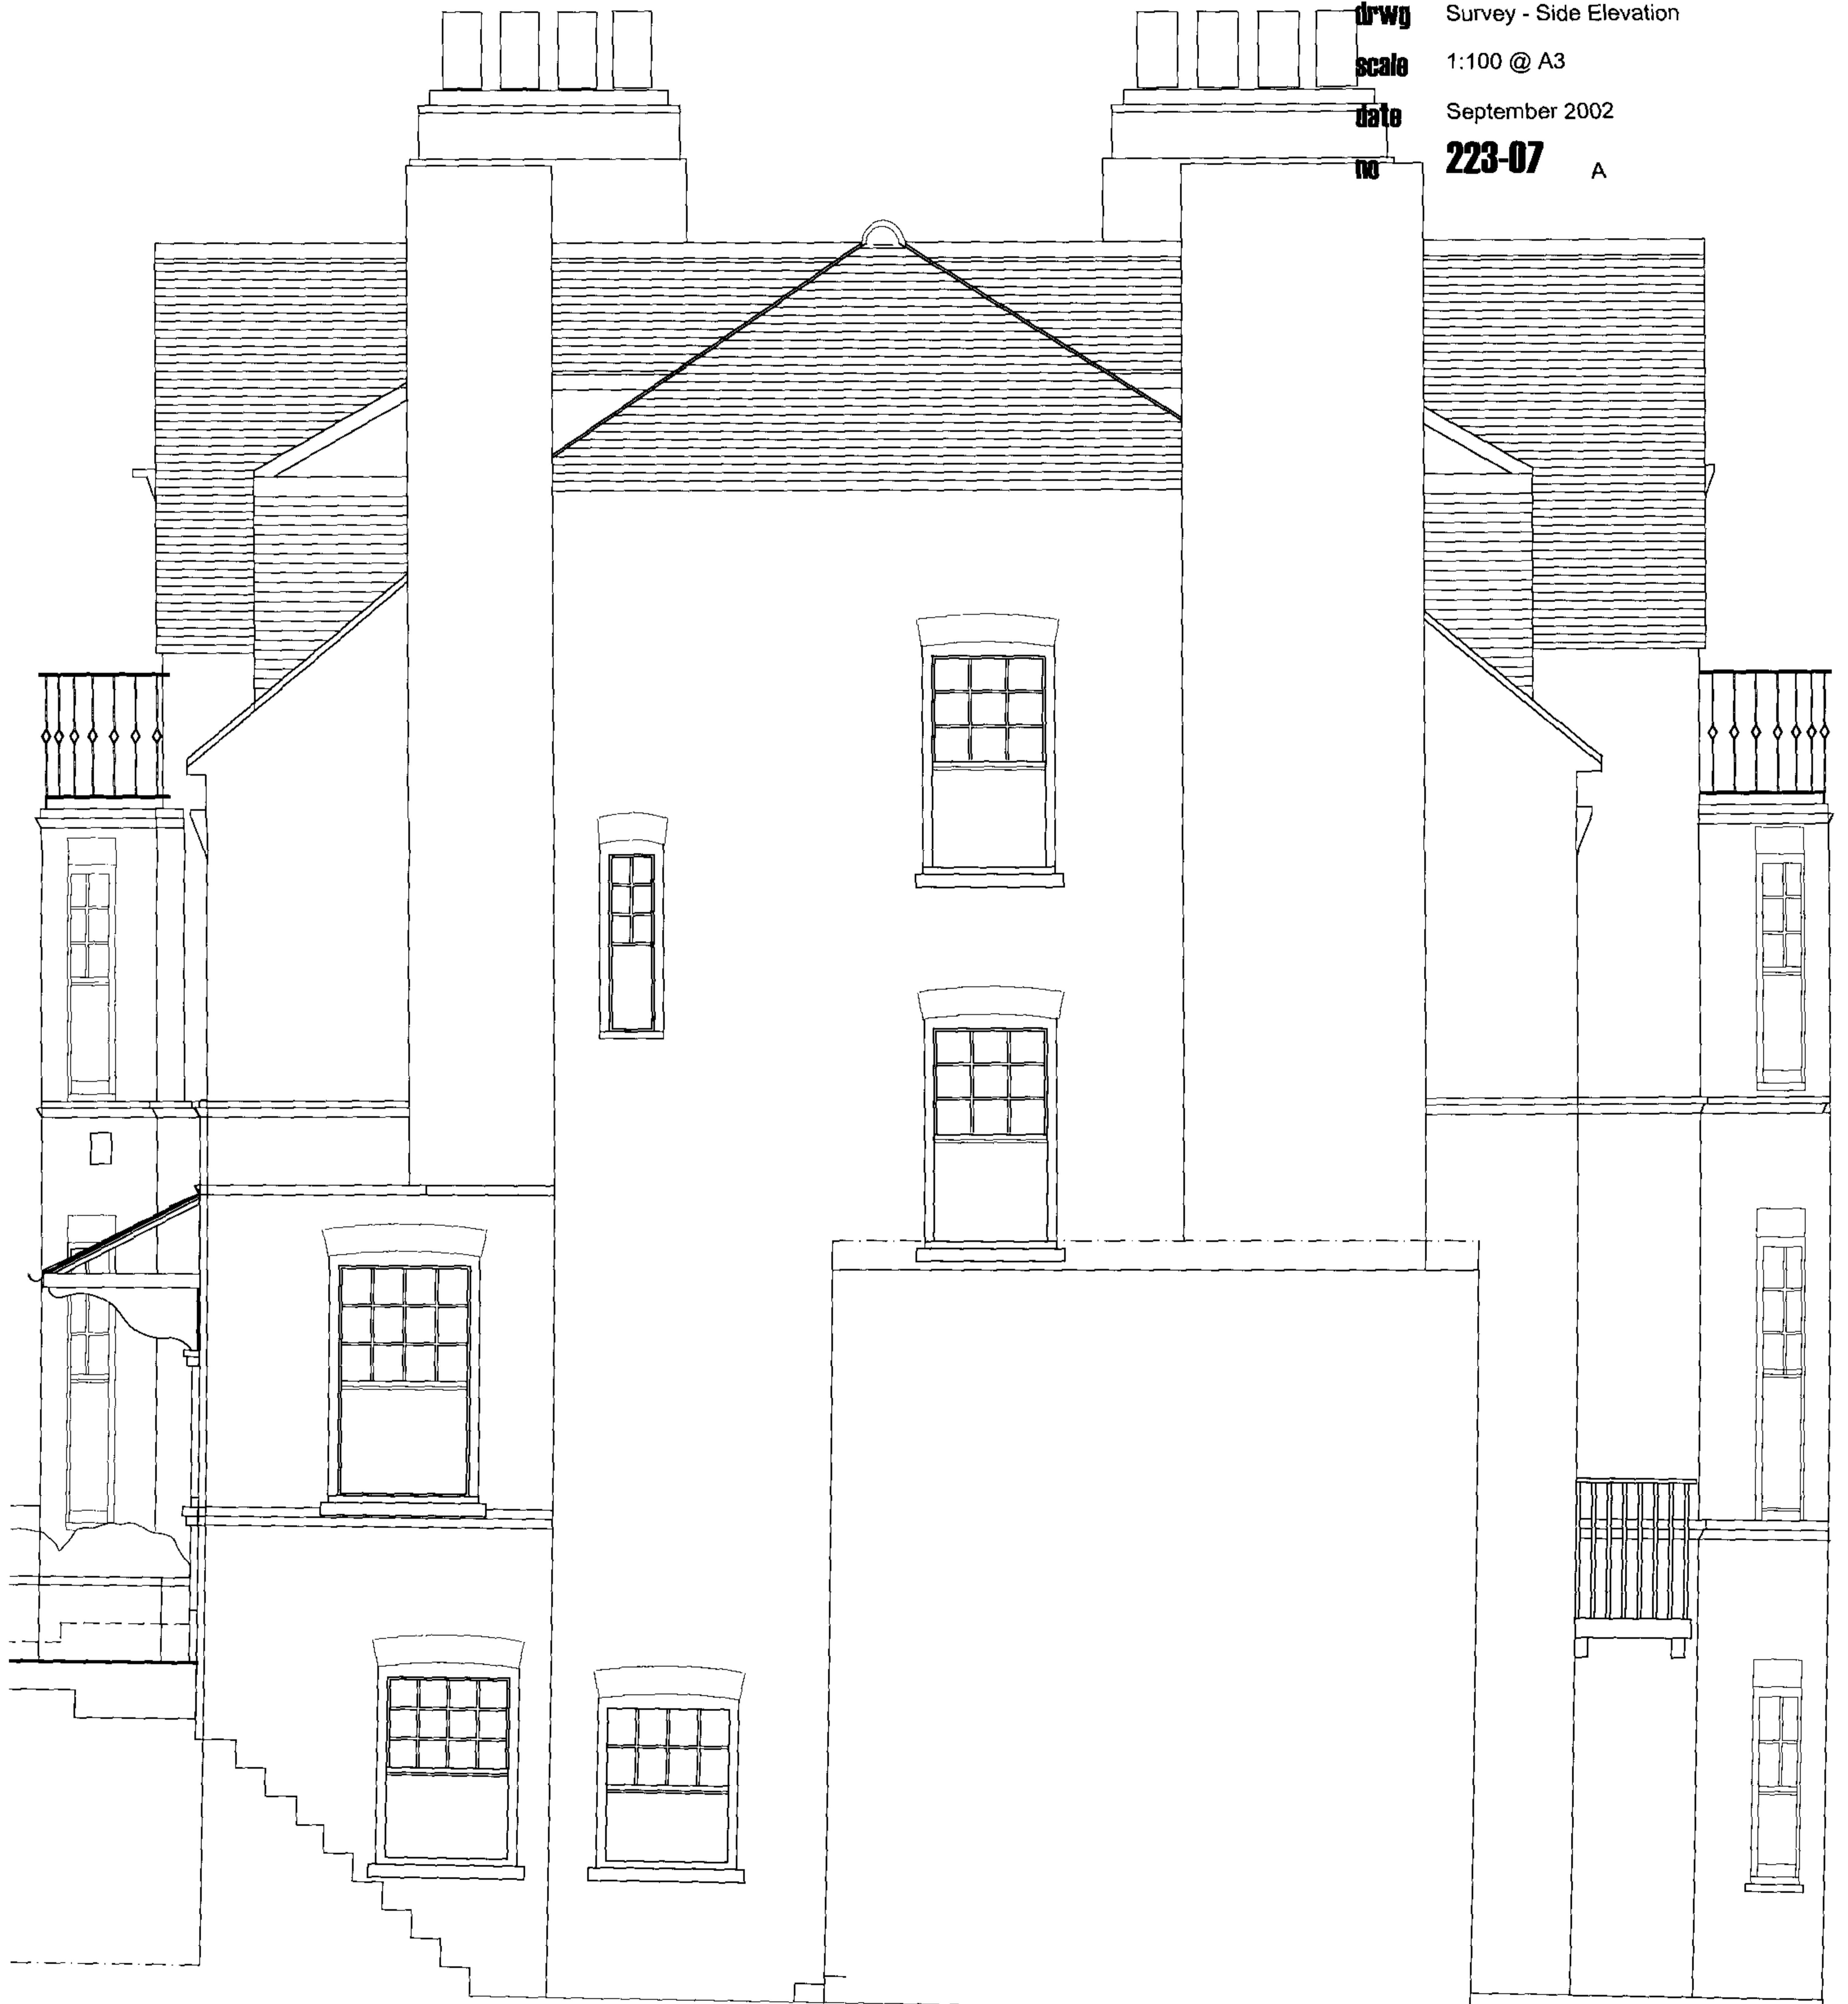 drwg Survey - Side Elevation
scale 1:100 @ A3
date September 2002
no 223-07 A